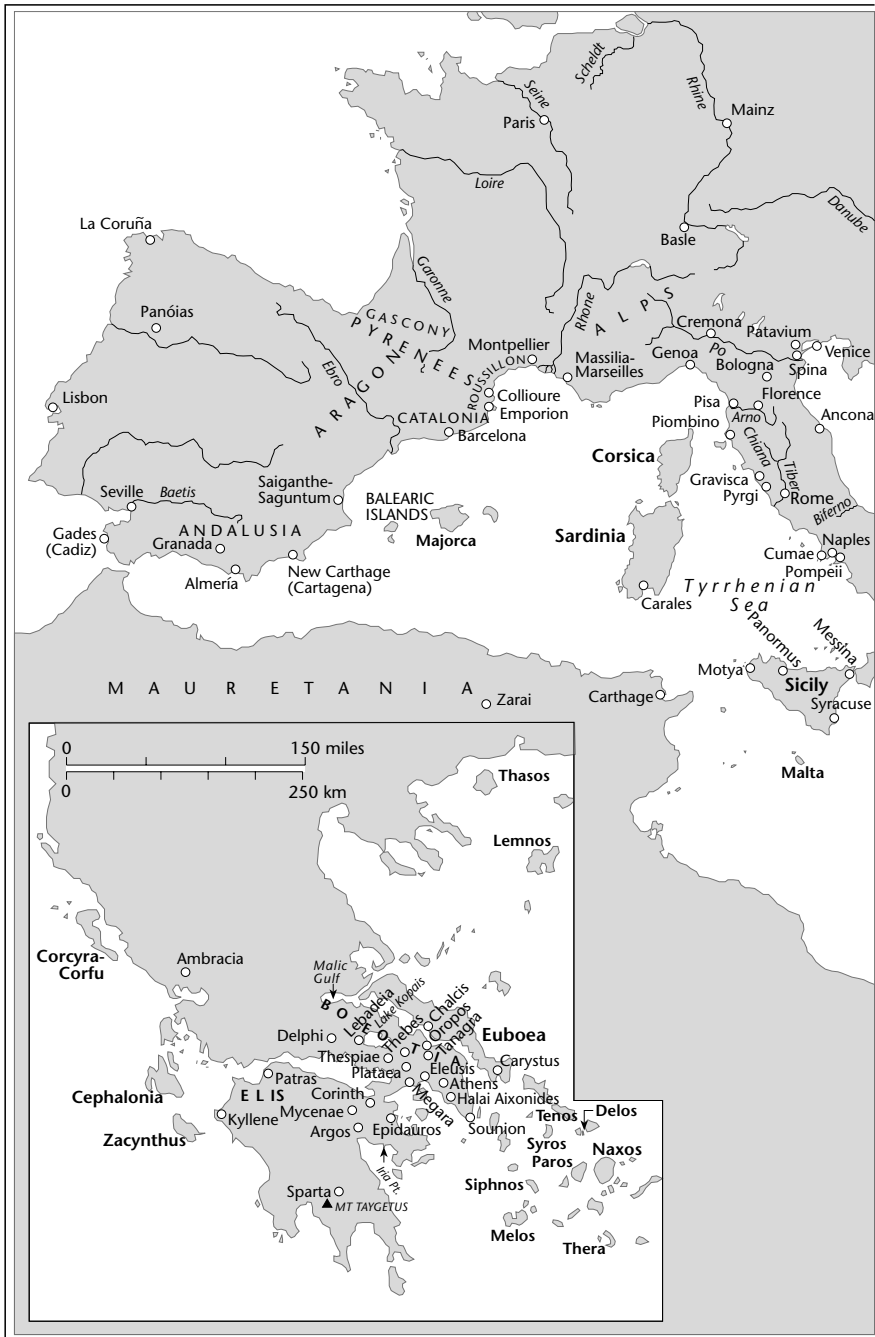 Scheldt
Seine
Rhine
Paris
Mainz
Loire
Danube
La Coruña
Basle
Garonne
Rhone
ALPS
Panóias
GASCONY
PYRENEES
Cremona
Patavium
Montpellier
Po
Venice
Ebro
ROUSSILLON
Massilia-
Marseilles
Genoa
Bologna
Spina
ARAGON
Lisbon
Collioure
Emporion
CATALONIA
Barcelona
Pisa
Florence
Arno
Piombino
Ancona
Chiana
Tiber
Corsica
Saiganthe-
Saguntum
Seville
Baetis
BALEARIC
ISLANDS
Gravisca
Pyrgi
Rome
Biferno
Gades
(Cadiz)
ANDALUSIA
Granada
Majorca
Sardinia
Almería
New Carthage
(Cartagena)
Cumae
Naples
Pompeii
Carales
Tyrrhenian
Sea
Panormus
Messina
Motya
Sicily
MAURETANIA
Zarai
Carthage
Syracuse
Malta
0 150 miles
0 250 km
Thasos
Lemnos
Corcyra-
Corfu
Ambracia
Malic
Gulf
BOEOTIA
Lebadeia
Lake Kopais
Chalcis
Oropos
Tanagra
Thebes
Euboea
Delphi
Thespiae
Plataea
Eleusis
Carystus
Athens
Megara
Halai Aixonides
Cephalonia
Patras
ELIS
Corinth
Mycenae
Kyllene
Zacynthus
Argos
Epidauros
Sounion
Tenos
Delos
Syros
Paros
Naxos
Iria Pt.
Siphnos
Sparta
MT TAYGETUS
Melos
Thera